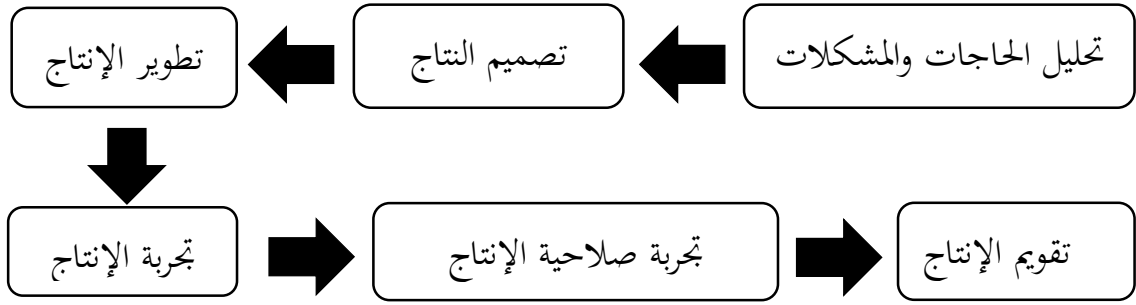 تحليل الحاجات والمشكلات
تصميم النتاج
تطوير الإنتاج
تجربة الإنتاج
تجربة صلاحية الإنتاج
تقويم الإنتاج